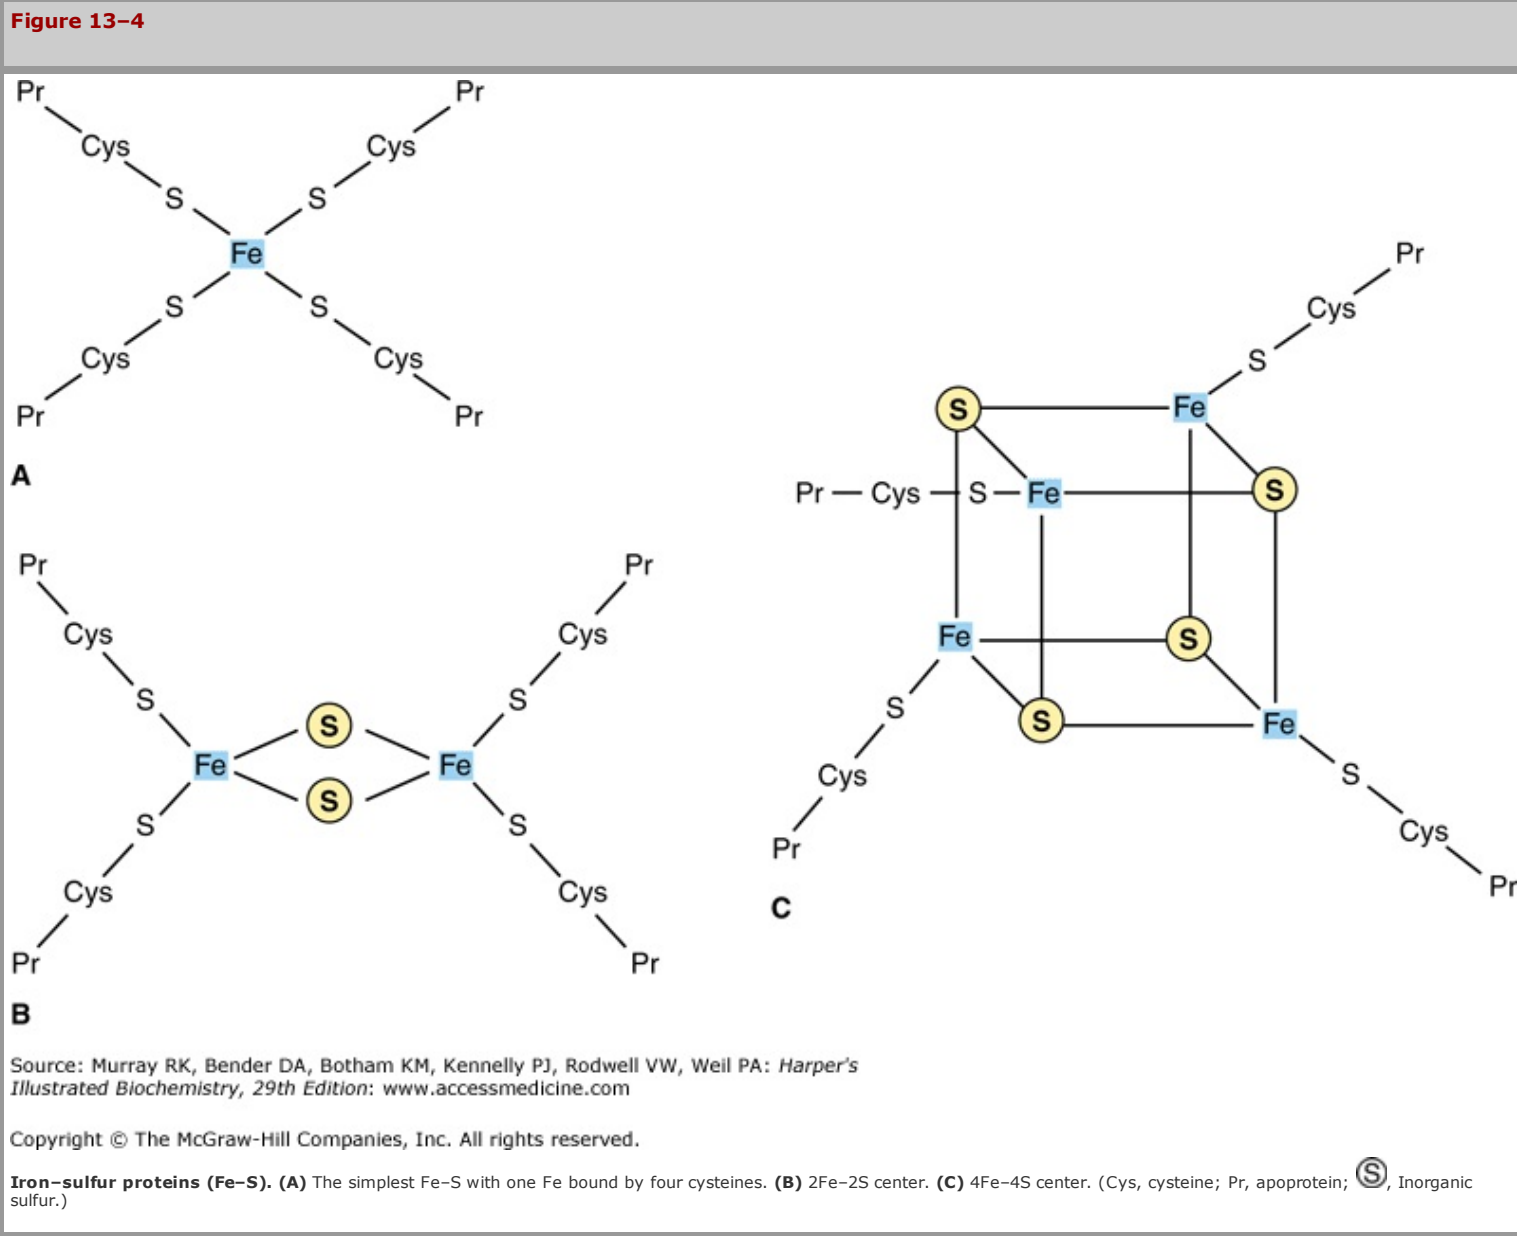 Figure 13–4
Pr
Pr
Cys
Cys
S
S
Fe
S
S
Cys
Cys
Pr
Pr
A
Pr
Pr
Cys
Cys
S
S
S
Fe
Fe
S
S
S
Cys
Cys
Pr
Pr
B
Pr
Cys
S
S
Fe
Pr — Cys — S — Fe
S
Fe
S
S
S
Fe
S
Cys
Cys
Pr
Pr
C
Source: Murray RK, Bender DA, Botham KM, Kennelly PJ, Rodwell VW, Weil PA: Harper's
Illustrated Biochemistry, 29th Edition: www.accessmedicine.com
Copyright © The McGraw-Hill Companies, Inc. All rights reserved.
Iron–sulfur proteins (Fe–S). (A) The simplest Fe–S with one Fe bound by four cysteines. (B) 2Fe–2S center. (C) 4Fe–4S center. (Cys, cysteine; Pr, apoprotein; Ⓢ, Inorganic
sulfur.)